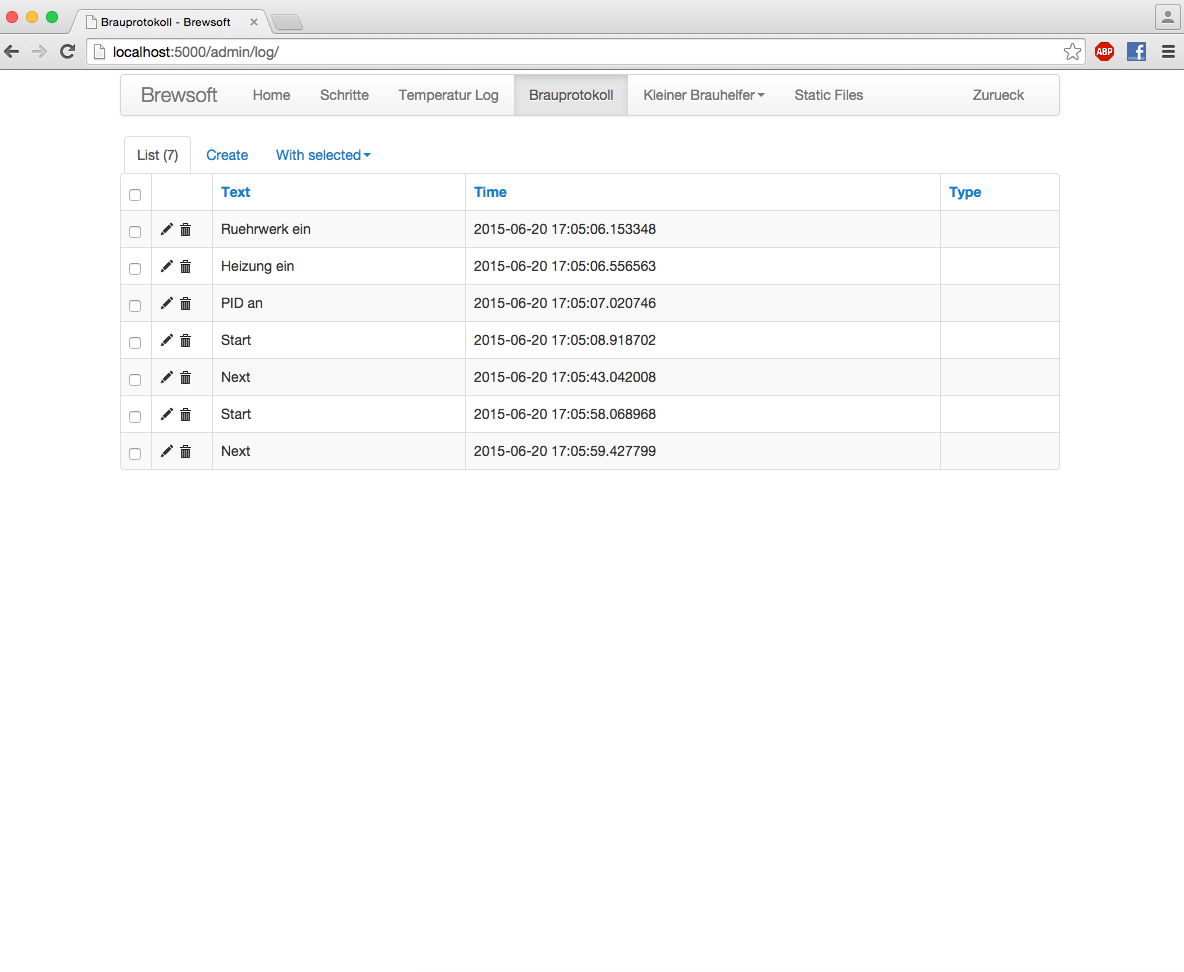 Brauprotokoll - Brewsoft
localhost:5000/admin/log/
ABP
f
Brewsoft Home Schritte Temperatur Log Brauprotokoll Kleiner Brauhelfer Static Files Zurueck
List (7) Create With selected
Text Time Type
Ruehrwerk ein 2015-06-20 17:05:06.153348
Heizung ein 2015-06-20 17:05:06.556563
PID an 2015-06-20 17:05:07.020746
Start 2015-06-20 17:05:08.918702
Next 2015-06-20 17:05:43.042008
Start 2015-06-20 17:05:58.068968
Next 2015-06-20 17:05:59.427799